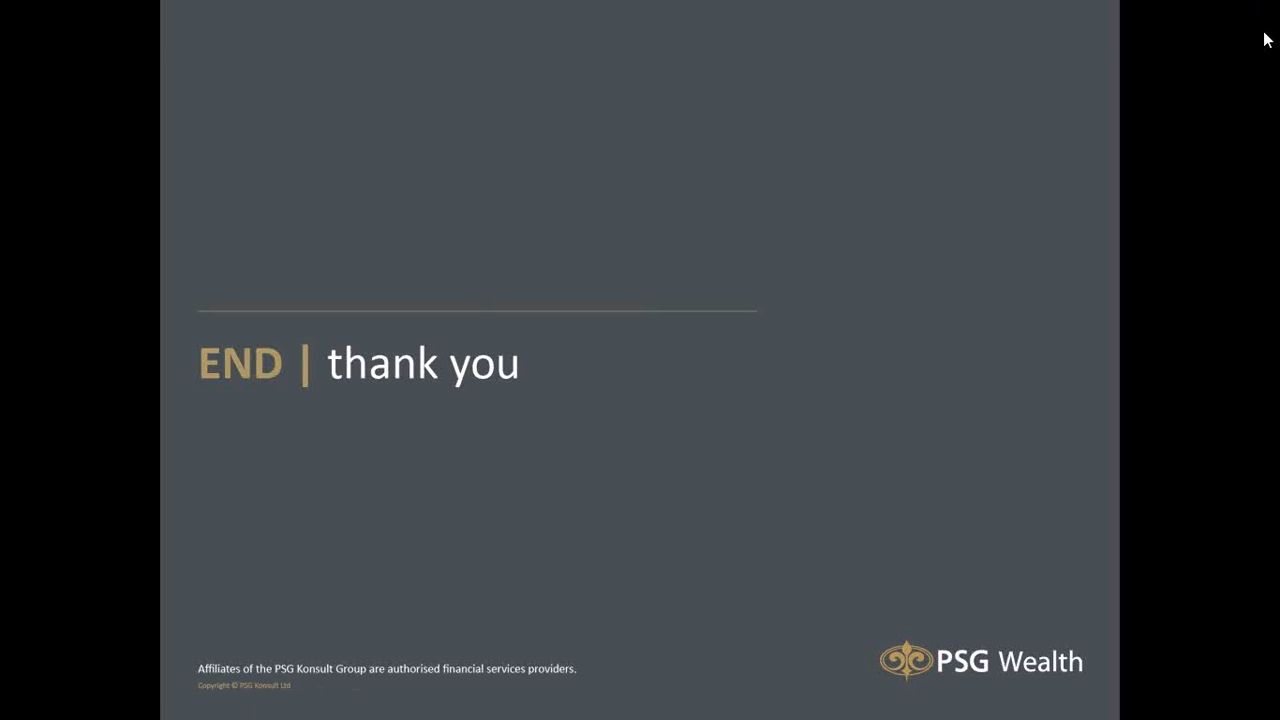 END | thank you
Affiliates of the PSG Konsult Group are authorised financial services providers.
Copyright © PSG Konsult Ltd
PSG Wealth